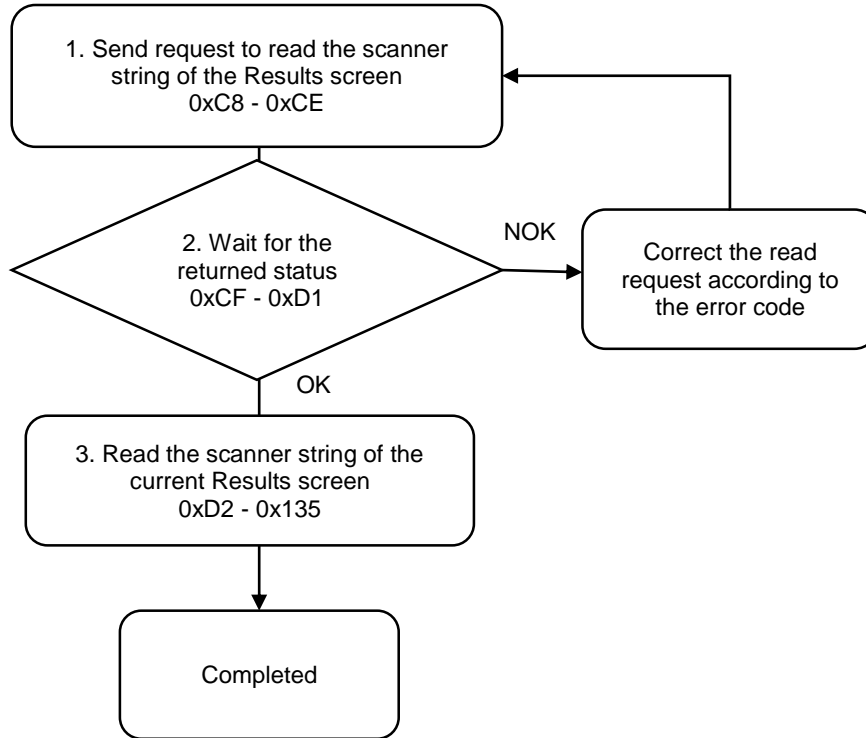 1. Send request to read the scanner
string of the Results screen
0xC8 - 0xCE
2. Wait for the
returned status
0xCF - 0xD1
NOK
Correct the read
request according to
the error code
OK
3. Read the scanner string of the
current Results screen
0xD2 - 0x135
Completed